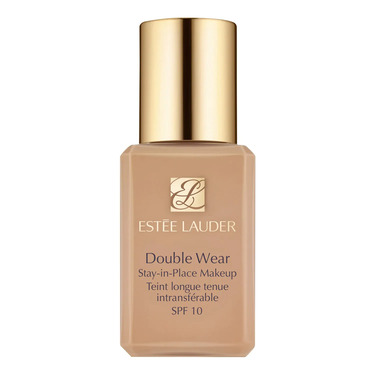 EL
ESTĒE LAUDER
Double Wear
Stay-in-Place Makeup
Teint longue tenue
intransférable
SPF 10